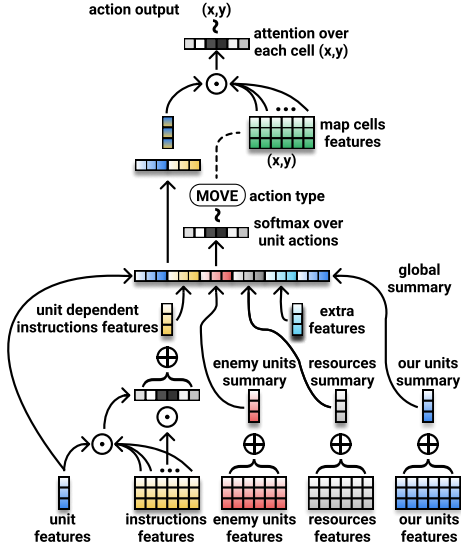 action output (x,y)
attention over
each cell (x,y)
map cells
features
(x,y)
MOVE action type
softmax over
unit actions
global
summary
unit dependent
instructions features
extra
features
enemy units
summary
resources
summary
our units
summary
unit
features
instructions
features
enemy units
features
resources
features
our units
features